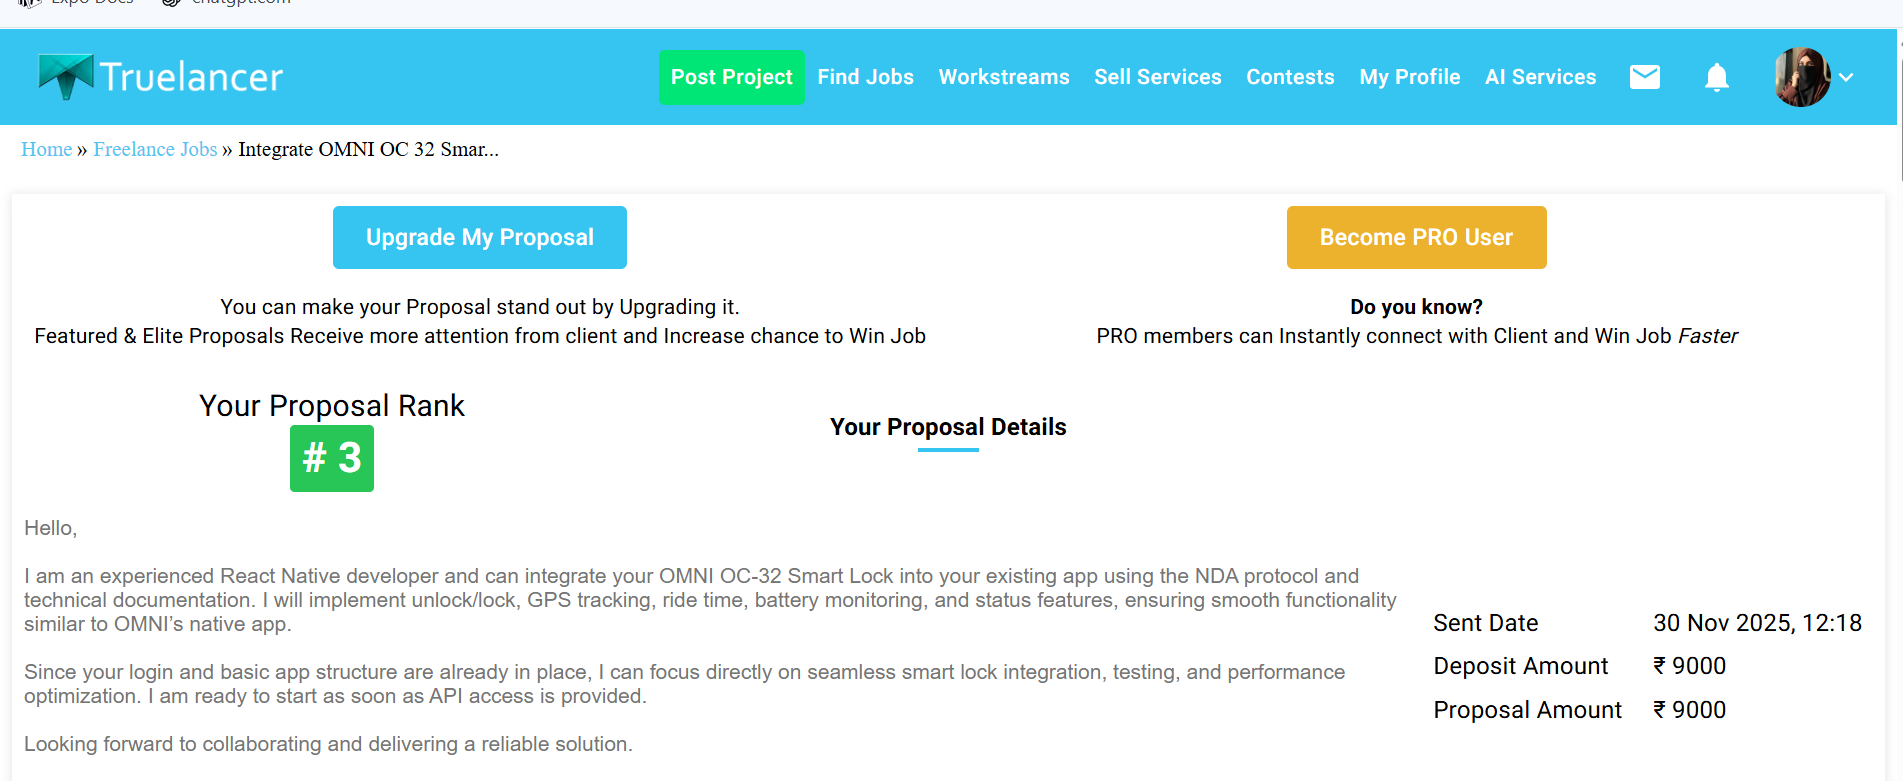 Expo Docs chatgpt.com
Truelancer
Post Project Find Jobs Workstreams Sell Services Contests My Profile AI Services
Home » Freelance Jobs » Integrate OMNI OC 32 Smar...
Upgrade My Proposal
You can make your Proposal stand out by Upgrading it.
Featured & Elite Proposals Receive more attention from client and Increase chance to Win Job
Become PRO User
Do you know?
PRO members can Instantly connect with Client and Win Job Faster
Your Proposal Rank
# 3
Your Proposal Details
Hello,
I am an experienced React Native developer and can integrate your OMNI OC-32 Smart Lock into your existing app using the NDA protocol and
technical documentation. I will implement unlock/lock, GPS tracking, ride time, battery monitoring, and status features, ensuring smooth functionality
similar to OMNI’s native app.
Since your login and basic app structure are already in place, I can focus directly on seamless smart lock integration, testing, and performance
optimization. I am ready to start as soon as API access is provided.
Looking forward to collaborating and delivering a reliable solution.
Sent Date 30 Nov 2025, 12:18
Deposit Amount ₹ 9000
Proposal Amount ₹ 9000